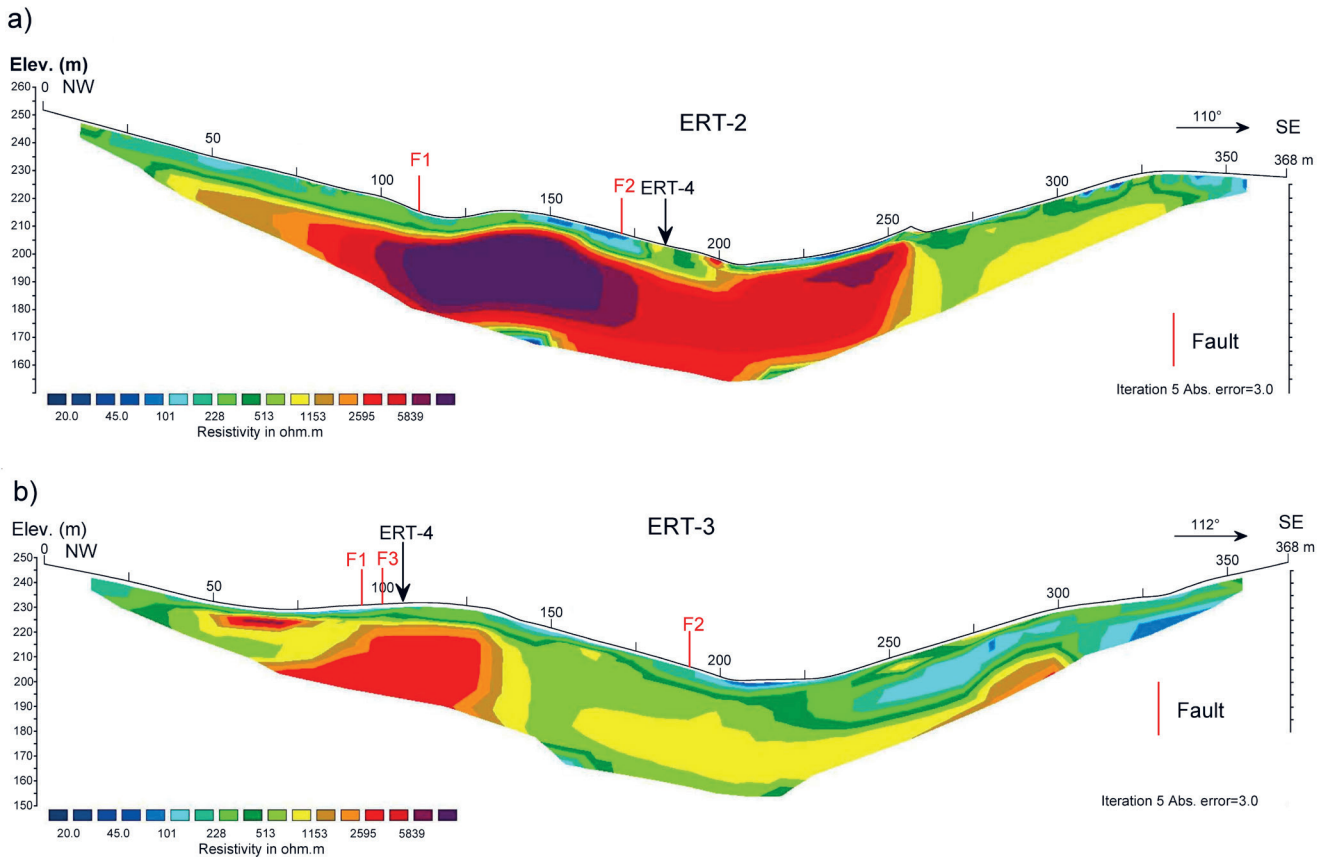 a)
Elev. (m)
0
NW
ERT-2
110°
SE
368 m
260
250
240
230
220
210
200
190
180
170
160
50
100
150
200
250
300
350
F1
F2
ERT-4
Fault
Iteration 5 Abs. error=3.0
20.0 45.0 101 228 513 1153 2595 5839
Resistivity in ohm.m
b)
Elev. (m)
0
NW
ERT-4
ERT-3
112°
SE
368 m
250
240
230
220
210
200
190
180
170
160
150
50
100
150
200
250
300
350
F1
F3
F2
Fault
Iteration 5 Abs. error=3.0
20.0 45.0 101 228 513 1153 2595 5839
Resistivity in ohm.m